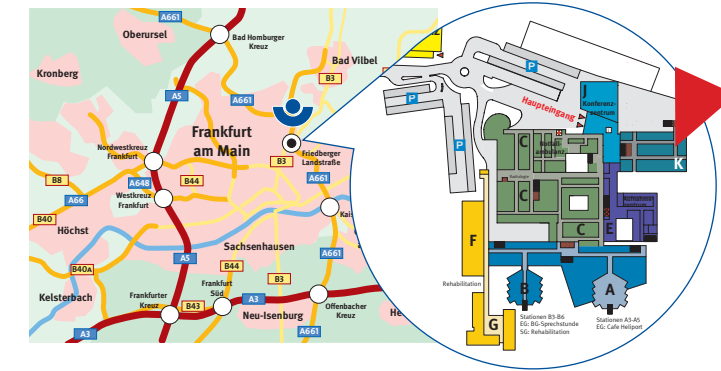 A661
Oberursel
Bad Homburger
Kreuz
Kronberg
Bad Vilbel
B3
A5
A661
Frankfurt
am Main
Nordwestkreuz
Frankfurt
B3
Friedberger
Landstraße
A661
B8
A648
B44
A66
Westkreuz
Frankfurt
B40
Höchst
Sachsenhausen
A5
A661
B40A
B44
B3
Kelsterbach
Frankfurter
Kreuz
Frankfurt
Süd
B43
A3
Offenbacher
Kreuz
Neu-Isenburg
A3
A661
P
P
P
Haupteingang
J
Konferenz-
zentrum
C
Notfall-
ambulanz
K
Radiologie
C
C
E
F
Rehabilitation
B
A
G
Stationen B3-B6
EG: BG-Sprechstunde
SG: Rehabilitation
Stationen A3-A5
EG: Cafe Heliport